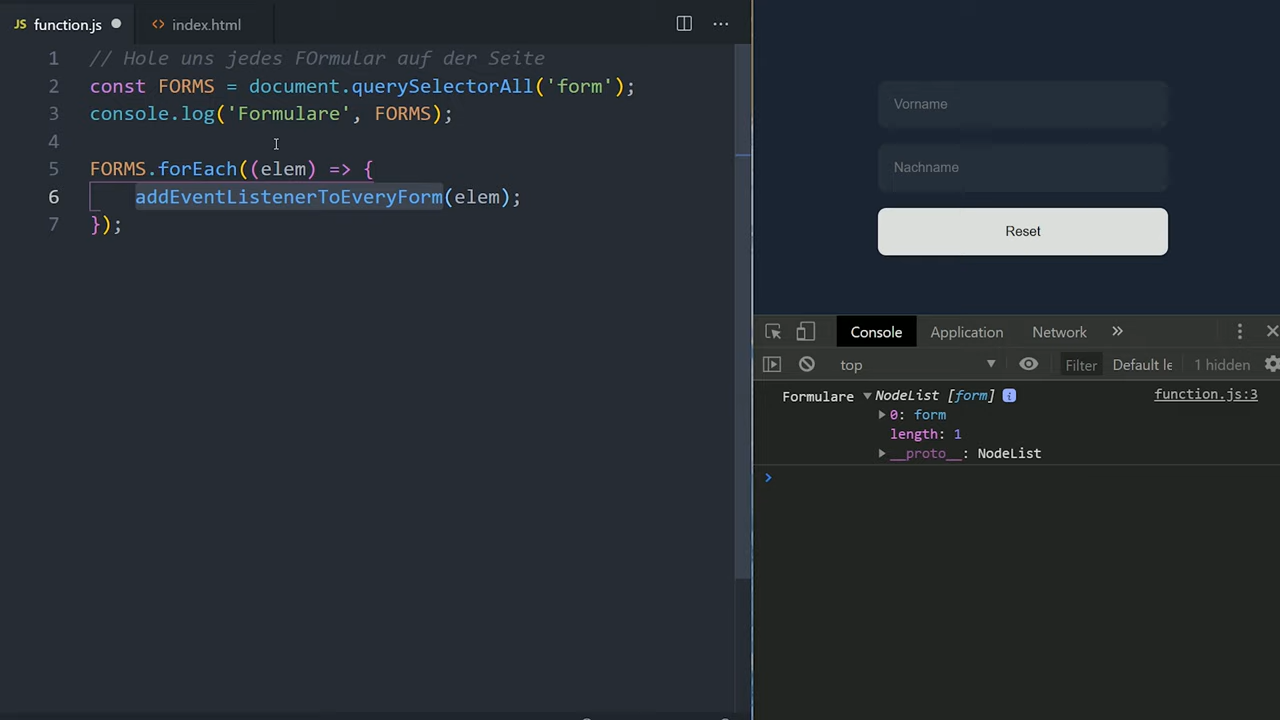 JS function.js
<> index.html
1 // Hole uns jedes FOrmular auf der Seite
2 const FORMS = document.querySelectorAll('form');
3 console.log('Formulare', FORMS);
4
5 FORMS.forEach((elem) => {
6 addEventListenerToEveryForm(elem);
7 });
Vorname
Nachname
Reset
Console Application Network »
top ▼ Filter Default le 1 hidden
Formulare ▼ NodeList [form] i function.js:3
▶ 0: form
length: 1
▶ __proto__: NodeList
>